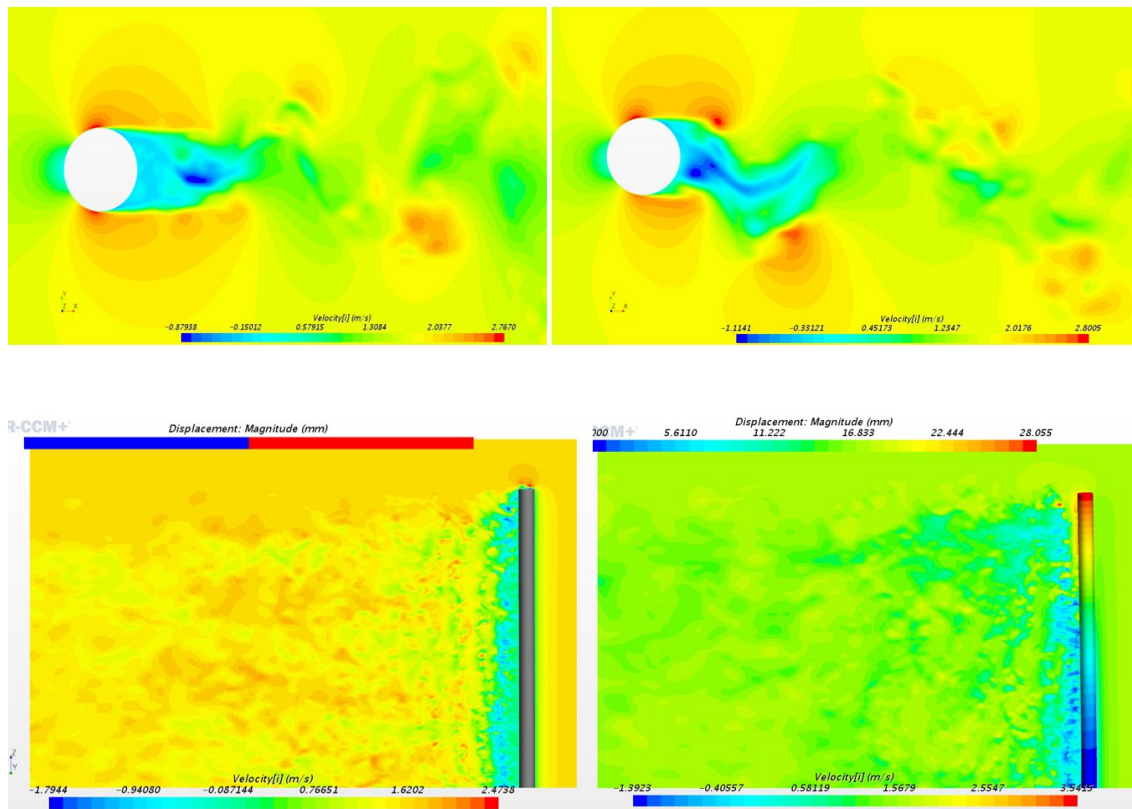 Y
Z X
Velocity[i] (m/s)
-0.87938 -0.15012 0.57915 1.3084 2.0377 2.7670
Y
Z X
Velocity[i] (m/s)
-1.1141 -0.33121 0.45173 1.2347 2.0176 2.8005
R-CCM+
Displacement: Magnitude (mm)
Z
Y
Velocity[i] (m/s)
-1.7944 -0.94080 -0.087144 0.76651 1.6202 2.4738
Displacement: Magnitude (mm)
000 5.6110 11.222 16.833 22.444 28.055
CM+
Velocity[i] (m/s)
-1.3923 -0.40557 0.58119 1.5679 2.5547 3.5415